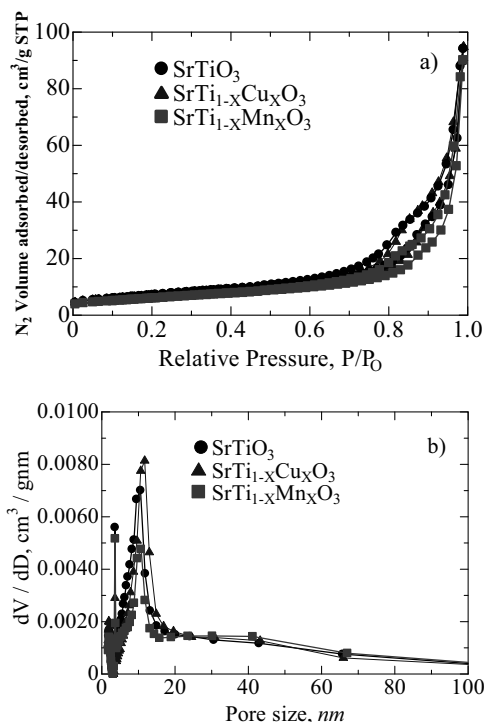 N₂ Volume adsorbed/desorbed, cm³/g STP
100
80
60
40
20
0
a)
SrTiO₃
SrTi₁₋ₓCuₓO₃
SrTi₁₋ₓMnₓO₃
0 0.2 0.4 0.6 0.8 1.0
Relative Pressure, P/P₀
dV / dD, cm³ / gnm
0.0100
0.0080
0.0060
0.0040
0.0020
0
b)
SrTiO₃
SrTi₁₋ₓCuₓO₃
SrTi₁₋ₓMnₓO₃
0 20 40 60 80 100
Pore size, nm